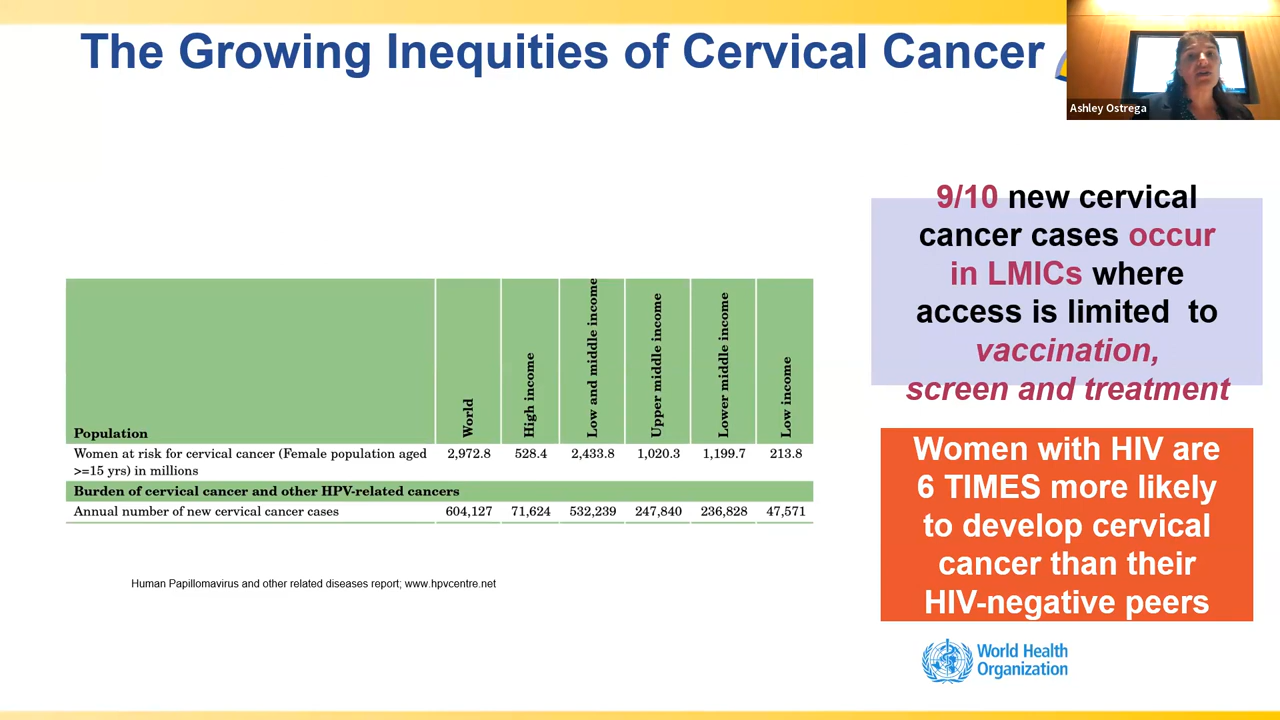 The Growing Inequities of Cervical Cancer
Ashley Ostrega
9/10 new cervical
cancer cases occur
in LMICs where
access is limited to
vaccination,
screen and treatment
Population World High income Low and middle income Upper middle income Lower middle income Low income
Women at risk for cervical cancer (Female population aged 2,972.8 528.4 2,433.8 1,020.3 1,199.7 213.8
>=15 yrs) in millions
Burden of cervical cancer and other HPV-related cancers
Annual number of new cervical cancer cases 604,127 71,624 532,239 247,840 236,828 47,571
Human Papillomavirus and other related diseases report; www.hpvcentre.net
Women with HIV are
6 TIMES more likely
to develop cervical
cancer than their
HIV-negative peers
World Health
Organization